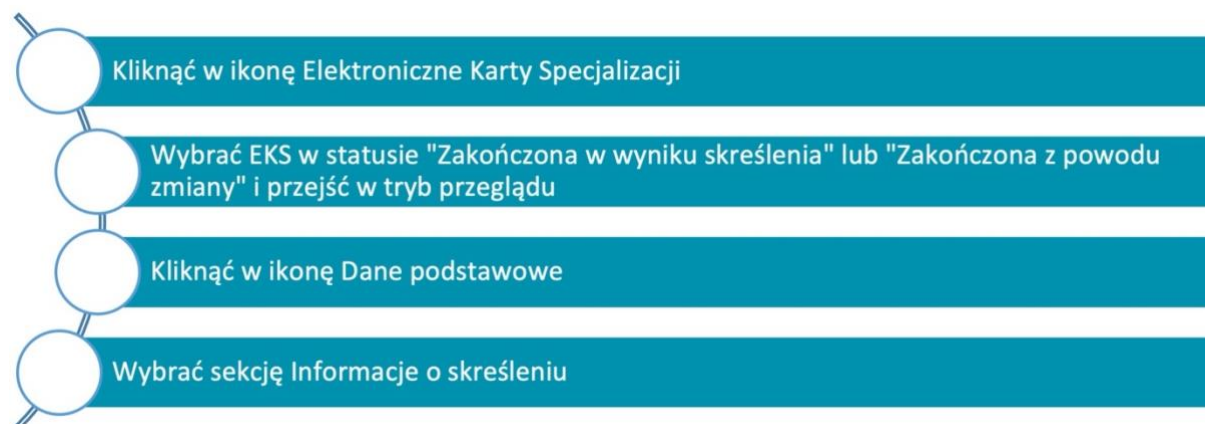 Kliknąć w ikonę Elektroniczne Karty Specjalizacji
Wybrać EKS w statusie "Zakończona w wyniku skreślenia" lub "Zakończona z powodu
zmiany" i przejść w tryb przeglądu
Kliknąć w ikonę Dane podstawowe
Wybrać sekcję Informacje o skreśleniu